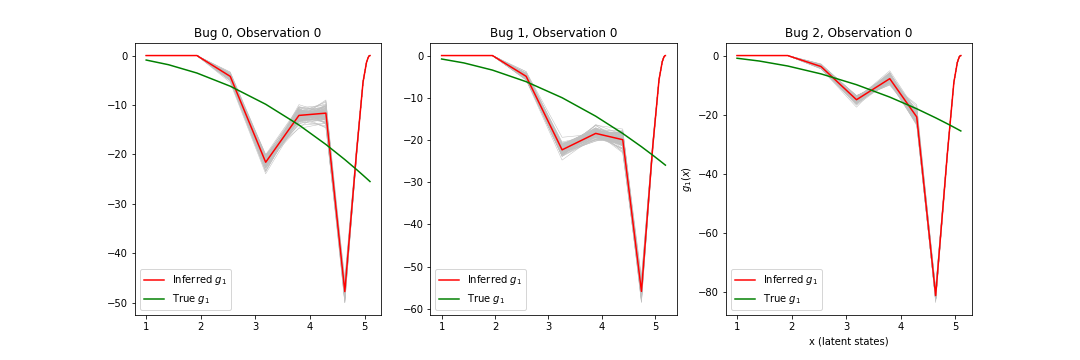 Bug 0, Observation 0
0
−10
−20
−30
−40
−50
1 2 3 4 5
Inferred g₁
True g₁
Bug 1, Observation 0
0
−10
−20
−30
−40
−50
−60
1 2 3 4 5
Inferred g₁
True g₁
Bug 2, Observation 0
g₁(x)
0
−20
−40
−60
−80
1 2 3 4 5
x (latent states)
Inferred g₁
True g₁